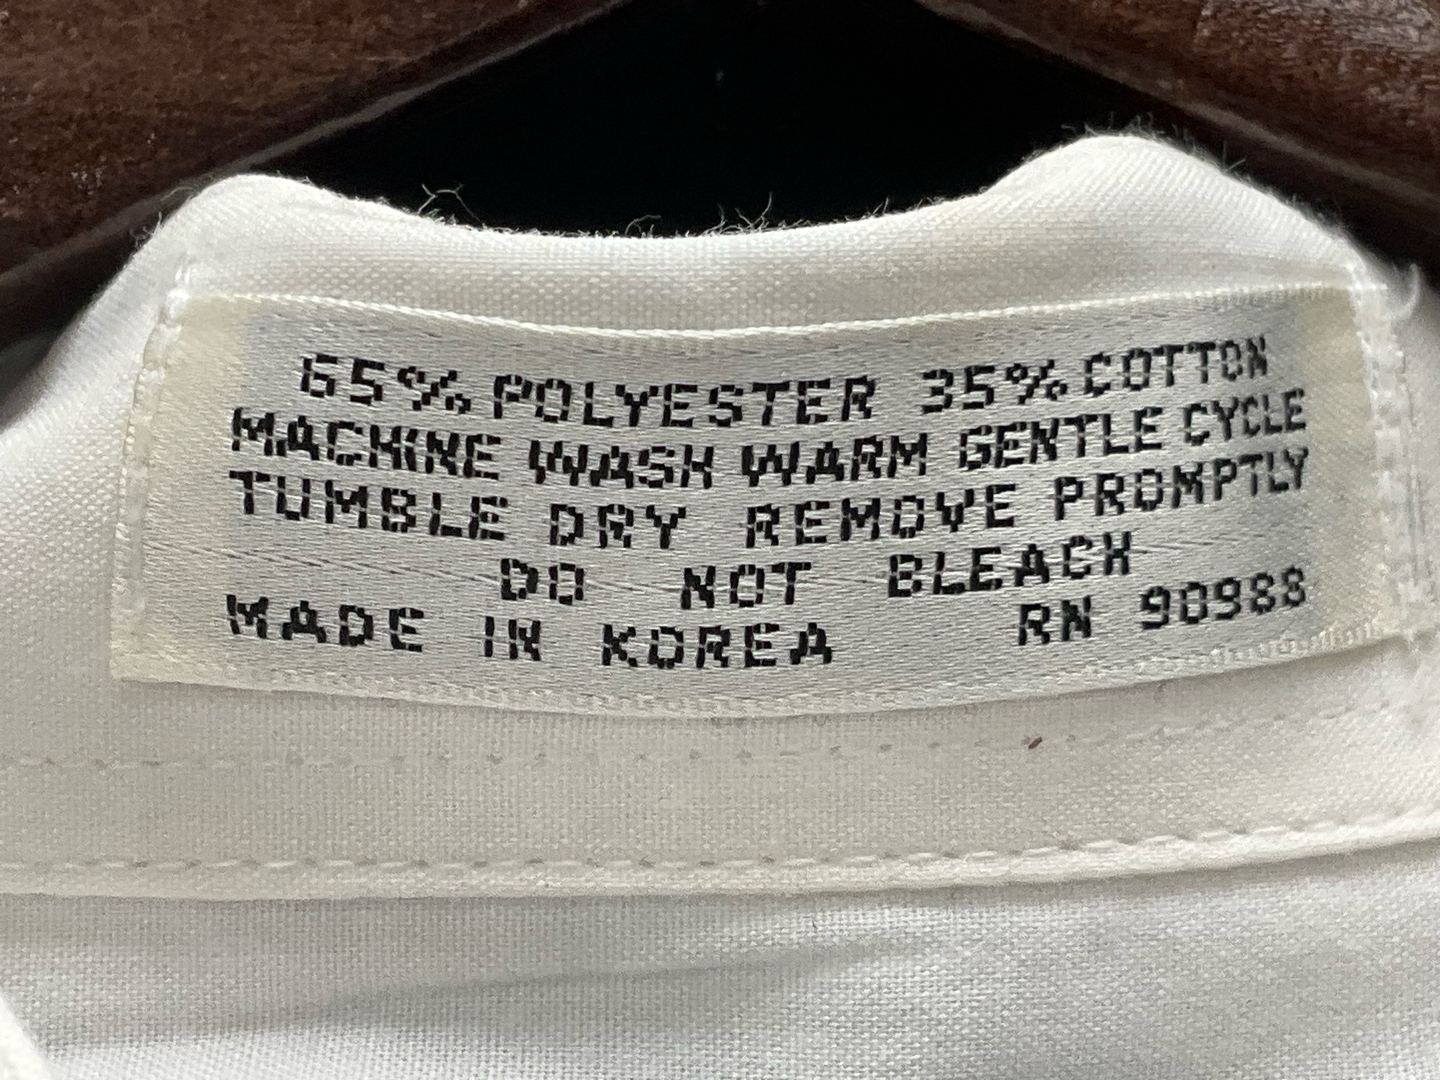 65% POLYESTER 35% COTTON
MACHINE WASH WARM GENTLE CYCLE
TUMBLE DRY REMOVE PROMPTLY
DO NOT BLEACH
MADE IN KOREA RN 90988